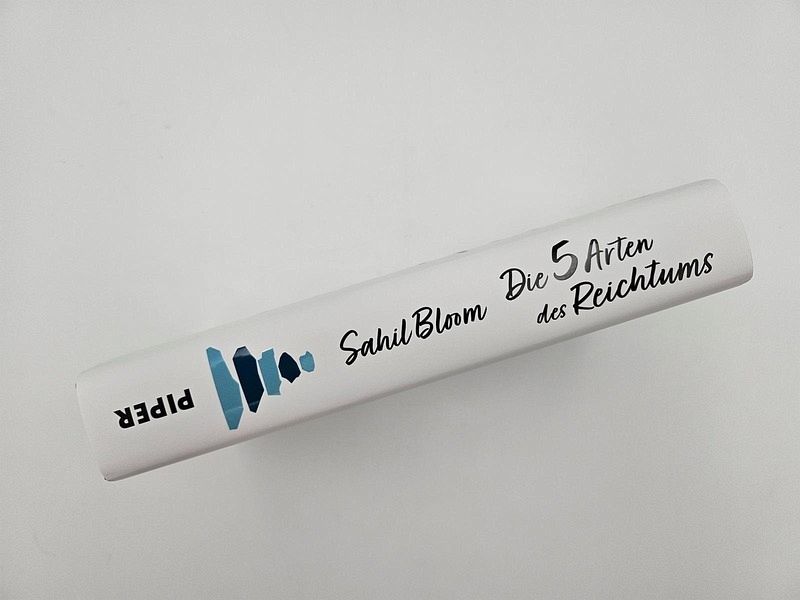 Sahil Bloom
Die 5 Arten
des Reichtums
PIPER